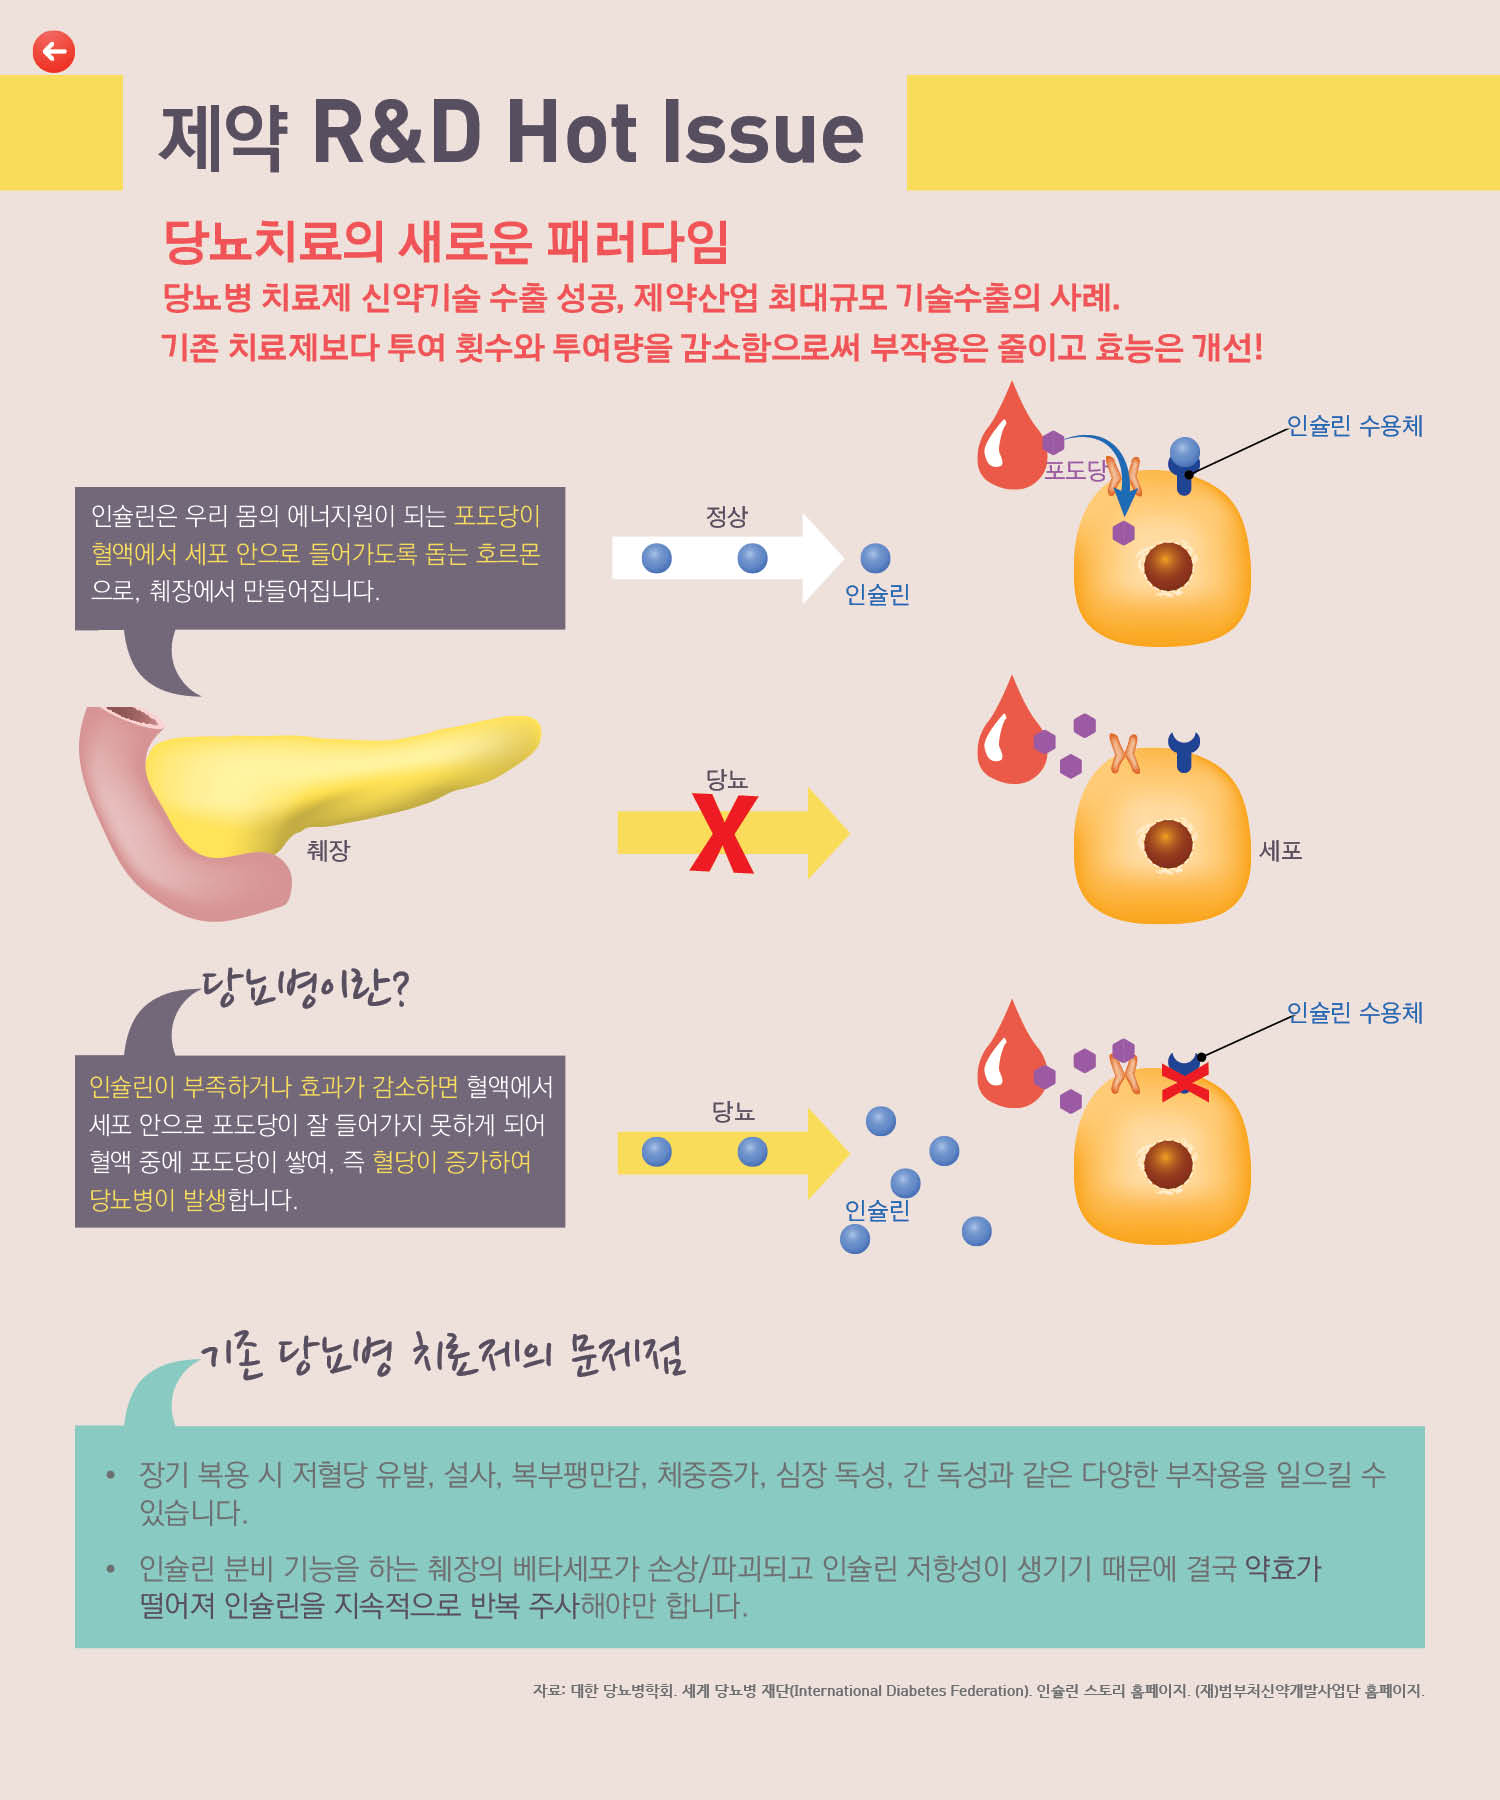 제약 R&D Hot Issue
당뇨치료의 새로운 패러다임
당뇨병 치료제 신약기술 수출 성공, 제약산업 최대규모 기술수출의 사례.
기존 치료제보다 투여 횟수와 투여량을 감소함으로써 부작용은 줄이고 효능은 개선!
인슐린 수용체
포도당
인슐린은 우리 몸의 에너지원이 되는 포도당이
혈액에서 세포 안으로 들어가도록 돕는 호르몬
으로, 췌장에서 만들어집니다.
정상
인슐린
당뇨
췌장
세포
당뇨병이란?
인슐린 수용체
인슐린이 부족하거나 효과가 감소하면 혈액에서
세포 안으로 포도당이 잘 들어가지 못하게 되어
혈액 중에 포도당이 쌓여, 즉 혈당이 증가하여
당뇨병이 발생합니다.
당뇨
인슐린
기존 당뇨병 치료제의 문제점
• 장기 복용 시 저혈당 유발, 설사, 복부팽만감, 체중증가, 심장 독성, 간 독성과 같은 다양한 부작용을 일으킬 수
있습니다.
• 인슐린 분비 기능을 하는 췌장의 베타세포가 손상/파괴되고 인슐린 저항성이 생기기 때문에 결국 약효가
떨어져 인슐린을 지속적으로 반복 주사해야만 합니다.
자료: 대한 당뇨병학회. 세계 당뇨병 재단(International Diabetes Federation). 인슐린 스토리 홈페이지. (재)범부처신약개발사업단 홈페이지.